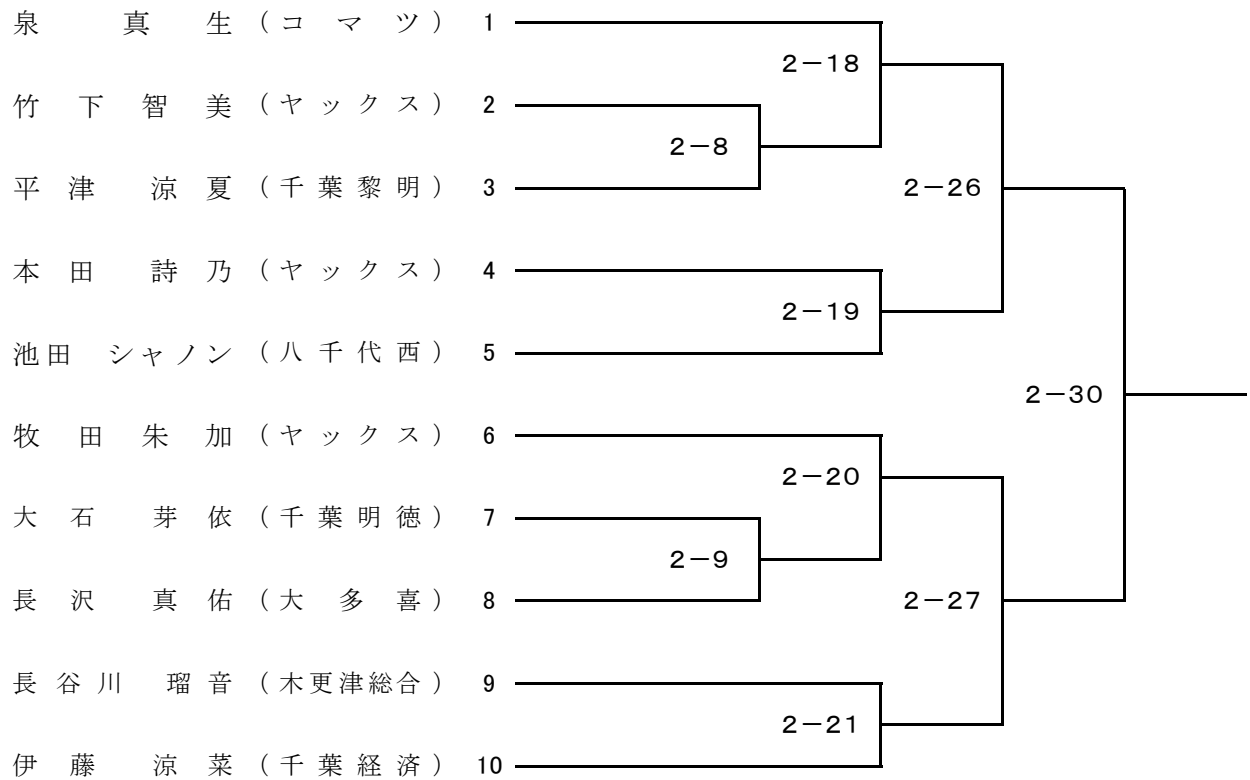 泉 真生 (コマツ) 1
2-18
竹下智美 (ヤックス) 2
2-8
平津 涼夏 (千葉黎明) 3
2-26
本田 詩乃 (ヤックス) 4
2-19
池田 シャノン (八千代西) 5
2-30
牧田朱加 (ヤックス) 6
2-20
大石 芽依 (千葉明徳) 7
2-9
長沢 真佑 (大多喜) 8
2-27
長谷川 瑠音 (木更津総合) 9
2-21
伊藤 涼菜 (千葉経済) 10